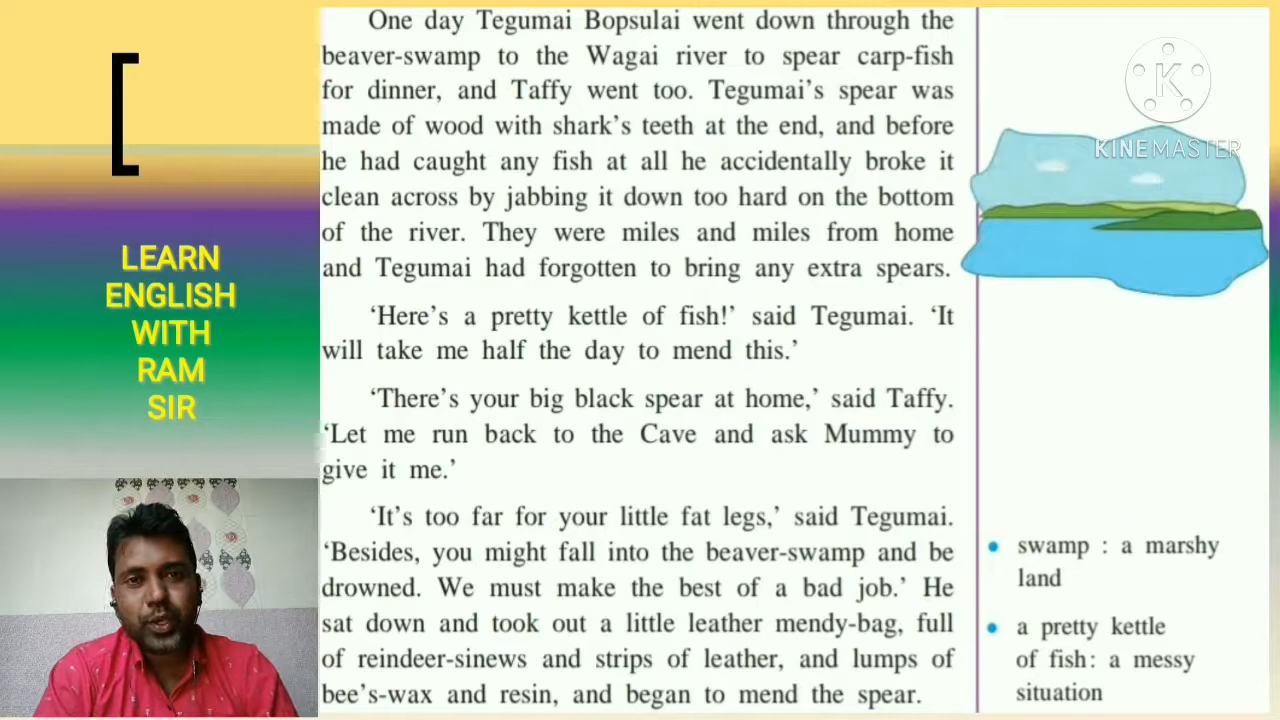 [
LEARN
ENGLISH
WITH
RAM
SIR
One day Tegumai Bopsulai went down through the
beaver-swamp to the Wagai river to spear carp-fish
for dinner, and Taffy went too. Tegumai's spear was
made of wood with shark's teeth at the end, and before
he had caught any fish at all he accidentally broke it
clean across by jabbing it down too hard on the bottom
of the river. They were miles and miles from home
and Tegumai had forgotten to bring any extra spears.
‘Here's a pretty kettle of fish!’ said Tegumai. ‘It
will take me half the day to mend this.’
‘There's your big black spear at home,’ said Taffy.
‘Let me run back to the Cave and ask Mummy to
give it me.’
‘It's too far for your little fat legs,’ said Tegumai.
‘Besides, you might fall into the beaver-swamp and be
drowned. We must make the best of a bad job.’ He
sat down and took out a little leather mendy-bag, full
of reindeer-sinews and strips of leather, and lumps of
bee's-wax and resin, and began to mend the spear.
K
KINEMASTER
• swamp : a marshy
land
• a pretty kettle
of fish: a messy
situation